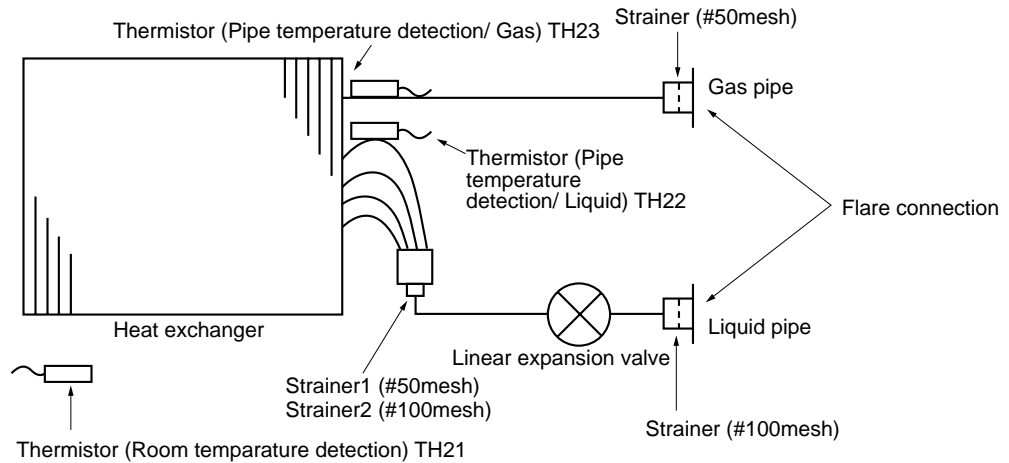 Strainer (#50mesh)
Thermistor (Pipe temperature detection/ Gas) TH23
Gas pipe
Thermistor (Pipe
temperature
detection/ Liquid) TH22
Flare connection
Heat exchanger
Liquid pipe
Linear expansion valve
Strainer1 (#50mesh)
Strainer2 (#100mesh)
Strainer (#100mesh)
Thermistor (Room temparature detection) TH21